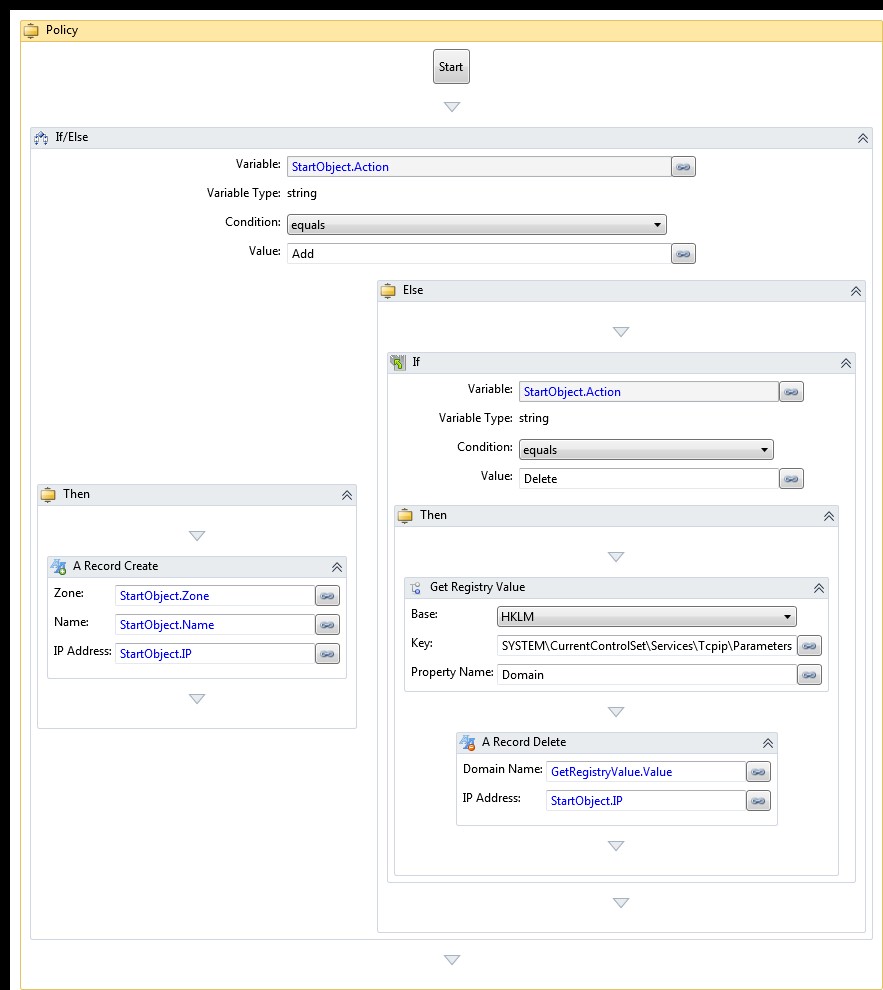 Policy
Start
If/Else
Variable: StartObject.Action
Variable Type: string
Condition: equals
Value: Add
Else
If
Variable: StartObject.Action
Variable Type: string
Condition: equals
Value: Delete
Then
A Record Create
Zone: StartObject.Zone
Name: StartObject.Name
IP Address: StartObject.IP
Then
Get Registry Value
Base: HKLM
Key: SYSTEM\CurrentControlSet\Services\Tcpip\Parameters
Property Name: Domain
A Record Delete
Domain Name: GetRegistryValue.Value
IP Address: StartObject.IP